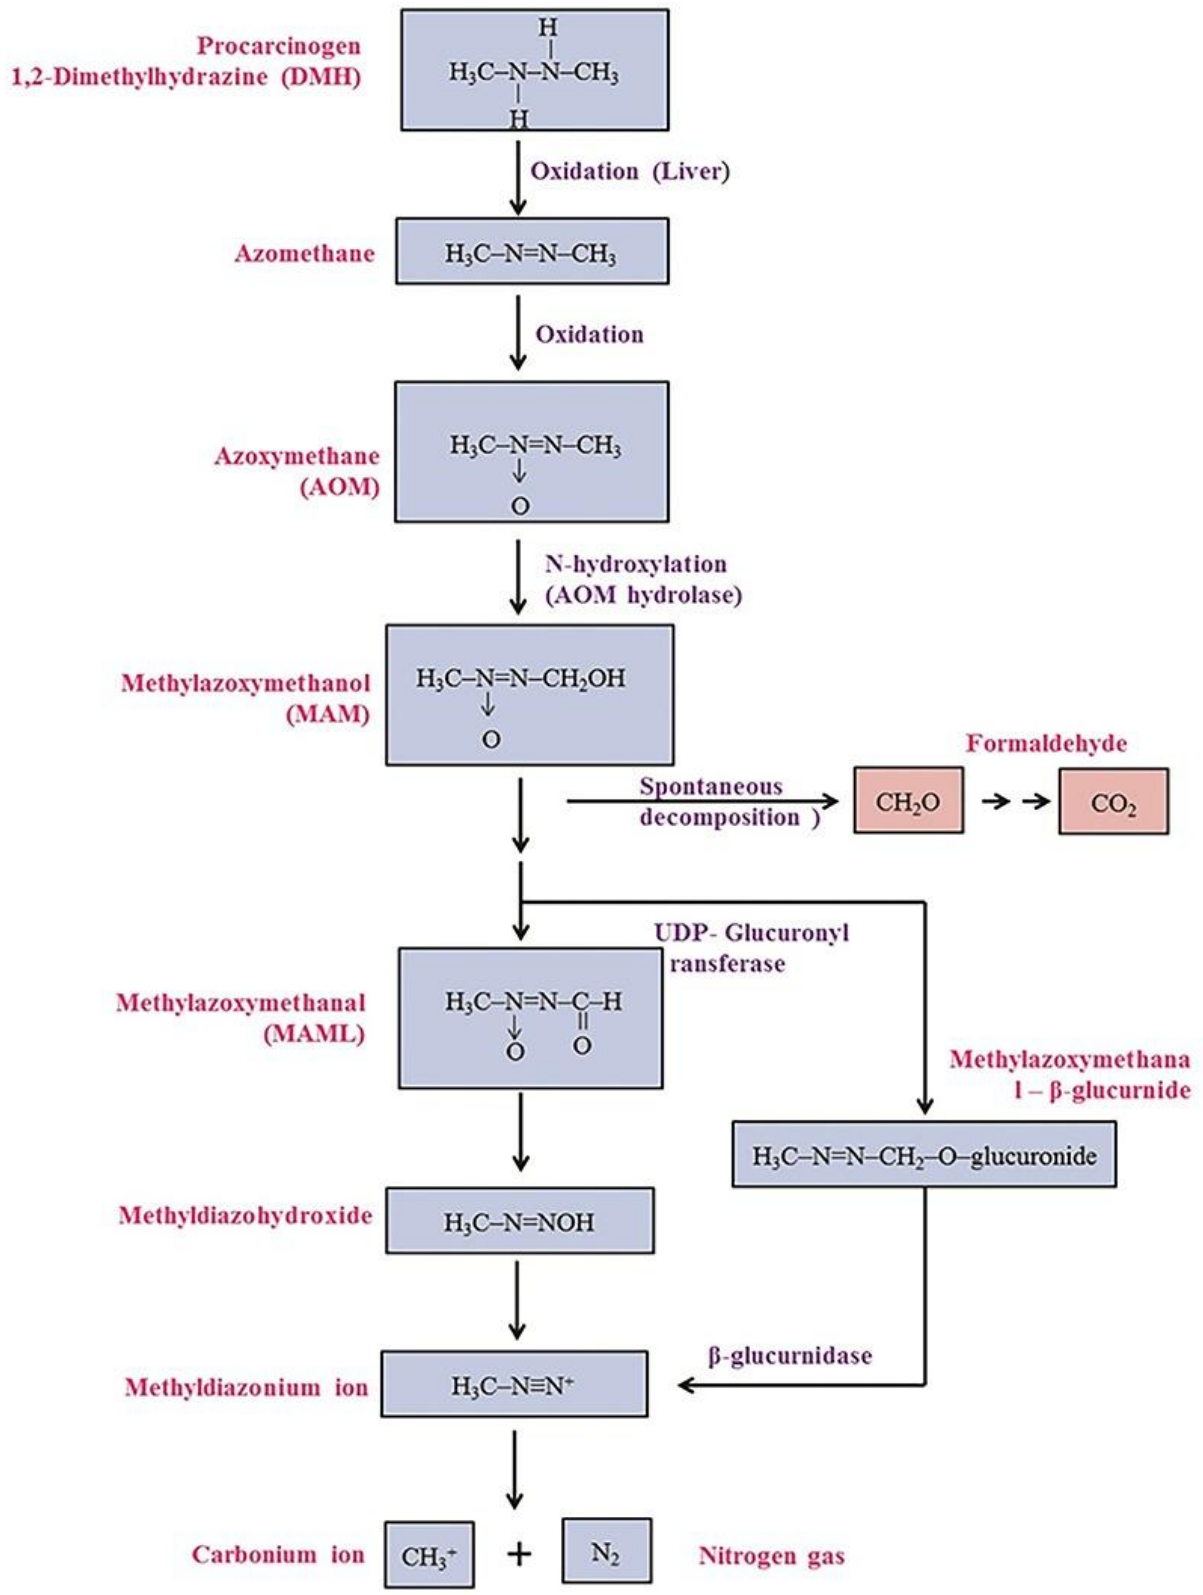 Procarcinogen
1,2-Dimethylhydrazine (DMH)
H
H₃C–N–N–CH₃
H
Oxidation (Liver)
Azomethane
H₃C–N=N–CH₃
Oxidation
Azoxymethane
(AOM)
H₃C–N=N–CH₃
O
N-hydroxylation
(AOM hydrolase)
Methylazoxymethanol
(MAM)
H₃C–N=N–CH₂OH
O
Formaldehyde
Spontaneous
decomposition )
CH₂O
CO₂
UDP- Glucuronyl
ransferase
Methylazoxymethanal
(MAML)
H₃C–N=N–C–H
O O
Methylazoxymethana
l – β-glucurnide
H₃C–N=N–CH₂–O–glucuronide
Methyldiazohydroxide
H₃C–N=NOH
β-glucurnidase
Methyldiazonium ion
H₃C–N≡N⁺
Carbonium ion
CH₃⁺ + N₂
Nitrogen gas